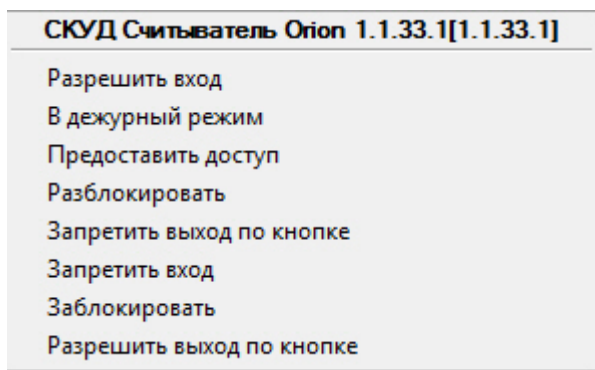 СКУД Считыватель Orion 1.1.33.1[1.1.33.1]
Разрешить вход
В дежурный режим
Предоставить доступ
Разблокировать
Запретить выход по кнопке
Запретить вход
Заблокировать
Разрешить выход по кнопке